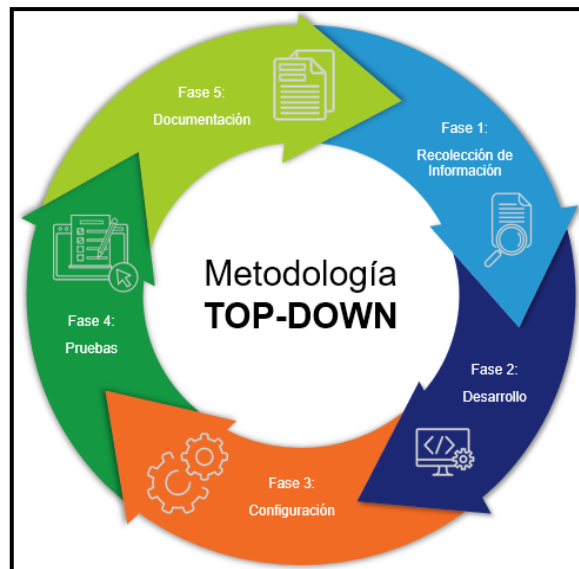 Metodología
TOP-DOWN
Fase 1:
Recolección de
Información
Fase 2:
Desarrollo
Fase 3:
Configuración
Fase 4:
Pruebas
Fase 5:
Documentación